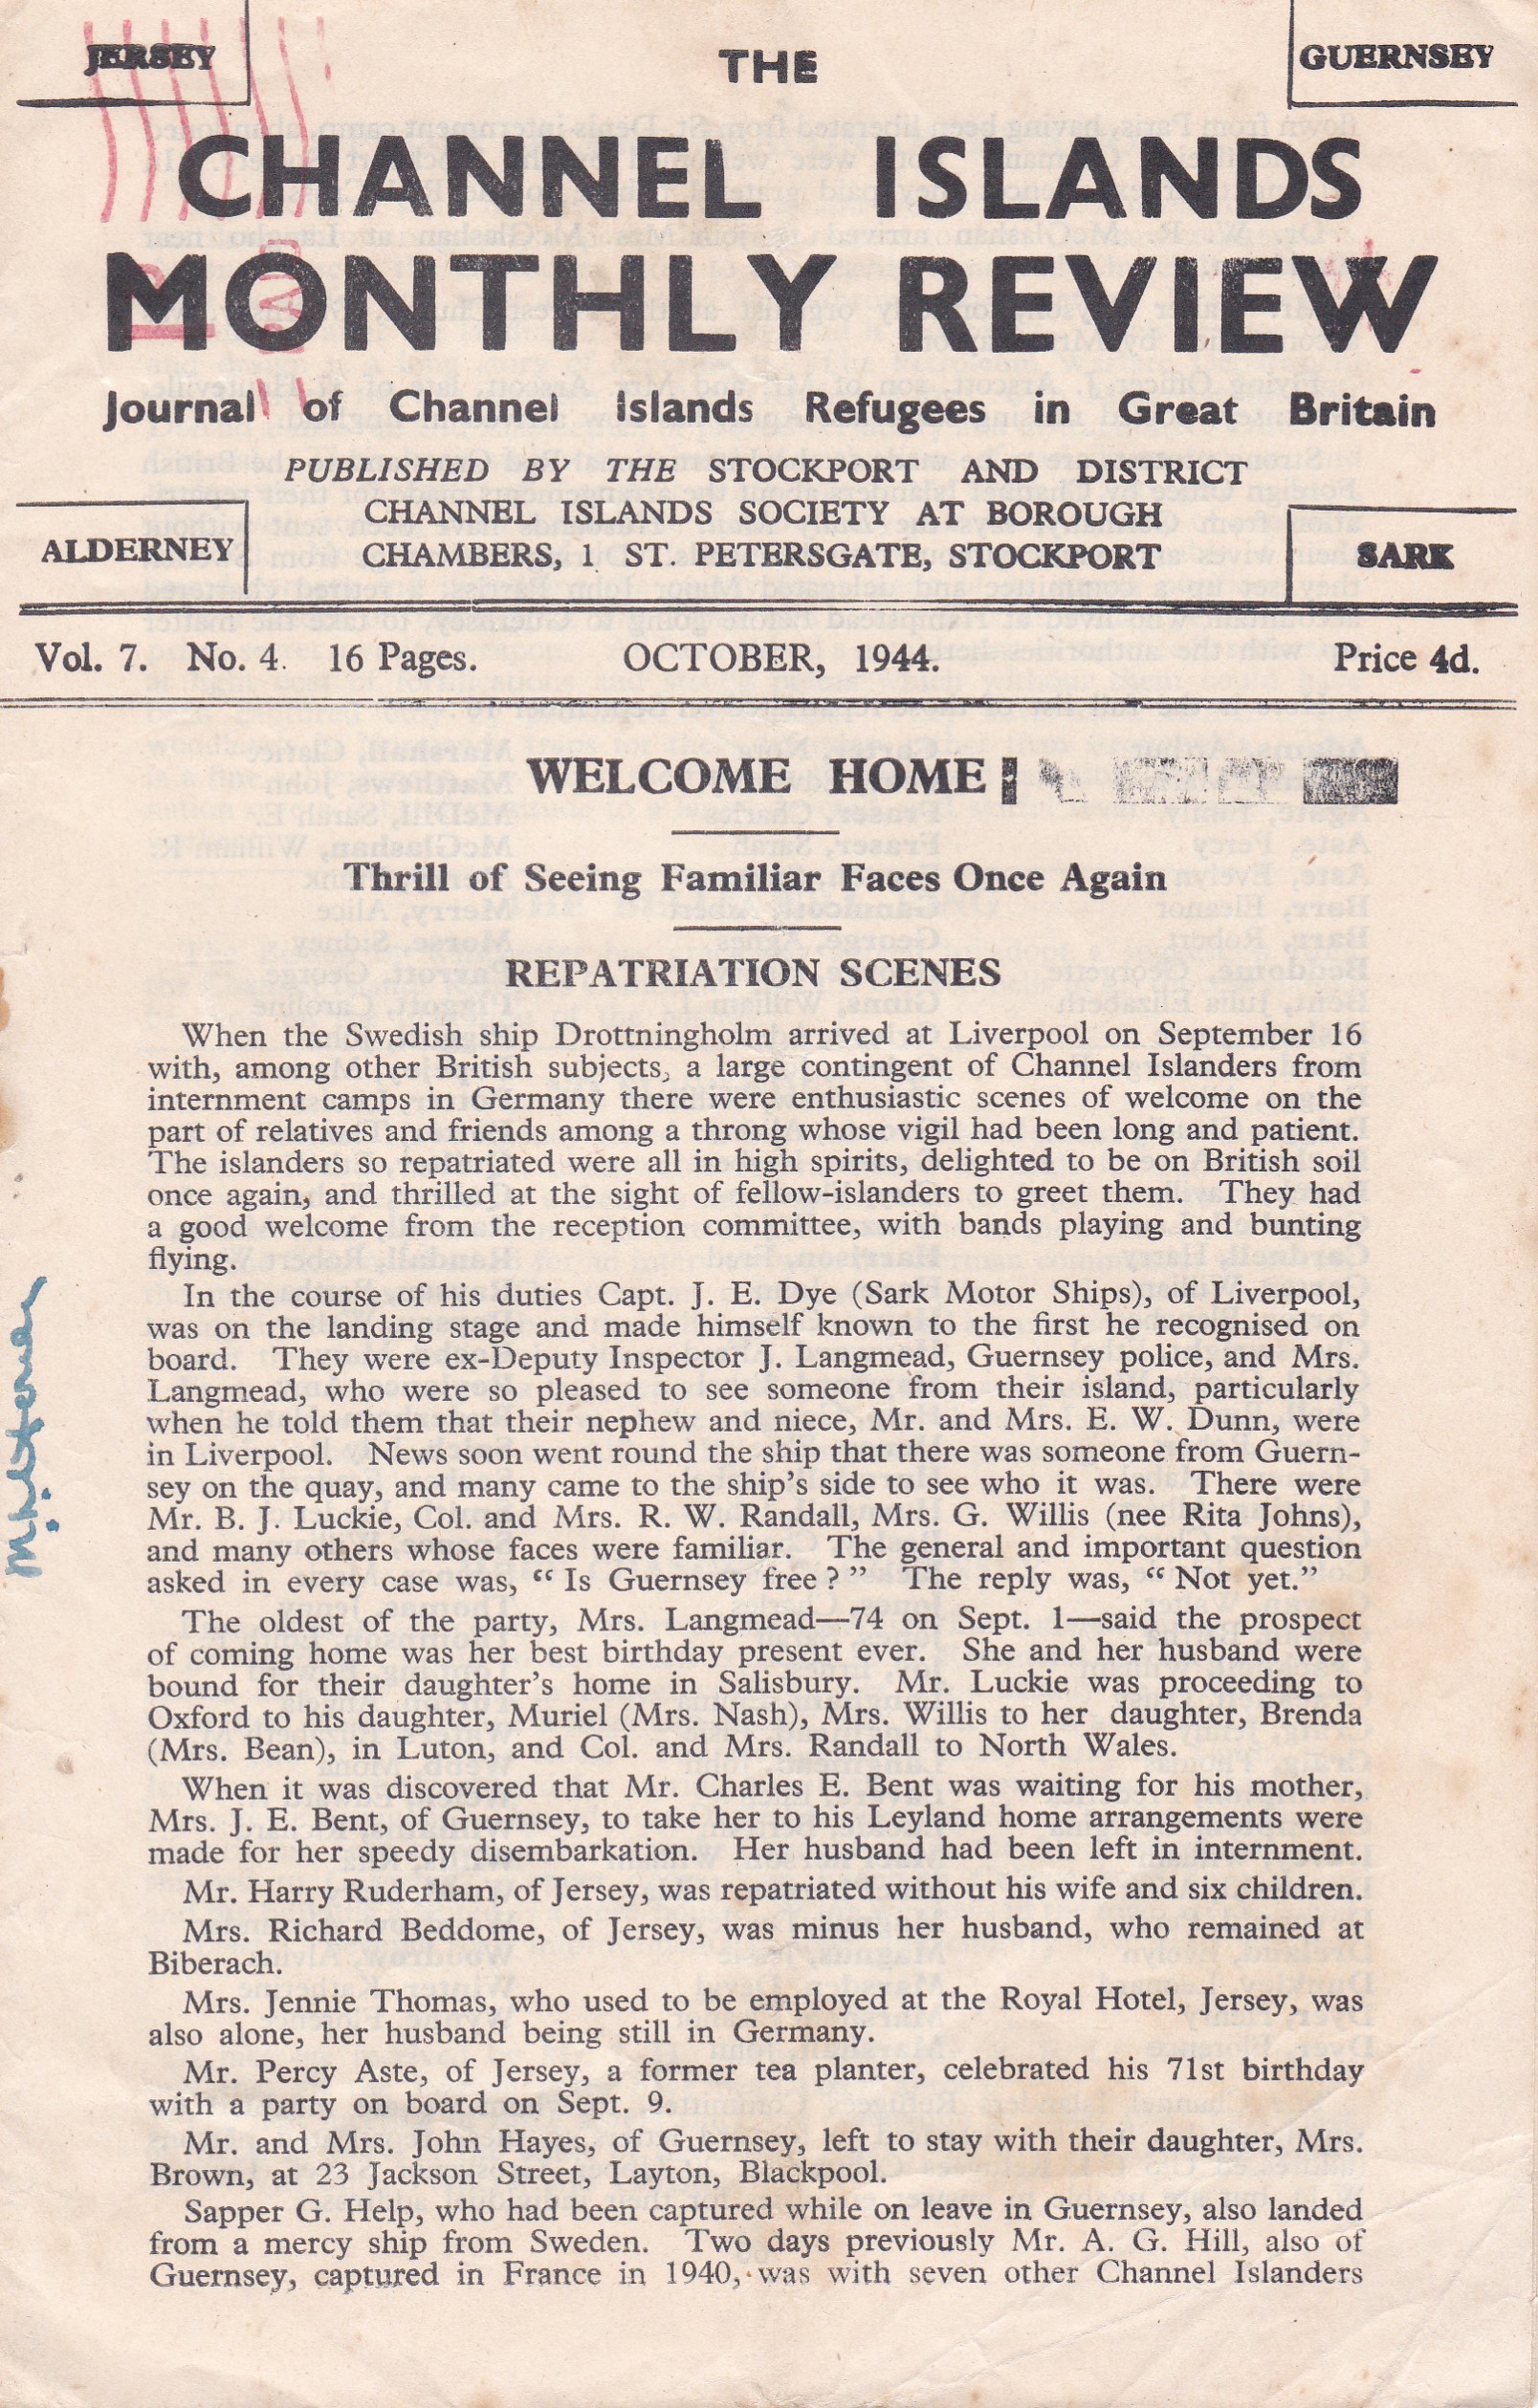 JERSEY
THE
GUERNSEY
CHANNEL ISLANDS
MONTHLY REVIEW
Journal of Channel Islands Refugees in Great Britain
PUBLISHED BY THE STOCKPORT AND DISTRICT
CHANNEL ISLANDS SOCIETY AT BOROUGH
CHAMBERS, 1 ST. PETERSGATE, STOCKPORT
ALDERNEY
SARK
Vol. 7. No. 4. 16 Pages. OCTOBER, 1944. Price 4d.
WELCOME HOME
Thrill of Seeing Familiar Faces Once Again
REPATRIATION SCENES
When the Swedish ship Drottningholm arrived at Liverpool on September 16
with, among other British subjects, a large contingent of Channel Islanders from
internment camps in Germany there were enthusiastic scenes of welcome on the
part of relatives and friends among a throng whose vigil had been long and patient.
The islanders so repatriated were all in high spirits, delighted to be on British soil
once again, and thrilled at the sight of fellow-islanders to greet them. They had
a good welcome from the reception committee, with bands playing and bunting
flying.
In the course of his duties Capt. J. E. Dye (Sark Motor Ships), of Liverpool,
was on the landing stage and made himself known to the first he recognised on
board. They were ex-Deputy Inspector J. Langmead, Guernsey police, and Mrs.
Langmead, who were so pleased to see someone from their island, particularly
when he told them that their nephew and niece, Mr. and Mrs. E. W. Dunn, were
in Liverpool. News soon went round the ship that there was someone from Guern-
sey on the quay, and many came to the ship's side to see who it was. There were
Mr. B. J. Luckie, Col. and Mrs. R. W. Randall, Mrs. G. Willis (nee Rita Johns),
and many others whose faces were familiar. The general and important question
asked in every case was, “ Is Guernsey free ? ” The reply was, “ Not yet.”
The oldest of the party, Mrs. Langmead—74 on Sept. 1—said the prospect
of coming home was her best birthday present ever. She and her husband were
bound for their daughter's home in Salisbury. Mr. Luckie was proceeding to
Oxford to his daughter, Muriel (Mrs. Nash), Mrs. Willis to her daughter, Brenda
(Mrs. Bean), in Luton, and Col. and Mrs. Randall to North Wales.
When it was discovered that Mr. Charles E. Bent was waiting for his mother,
Mrs. J. E. Bent, of Guernsey, to take her to his Leyland home arrangements were
made for her speedy disembarkation. Her husband had been left in internment.
Mr. Harry Ruderham, of Jersey, was repatriated without his wife and six children.
Mrs. Richard Beddome, of Jersey, was minus her husband, who remained at
Biberach.
Mrs. Jennie Thomas, who used to be employed at the Royal Hotel, Jersey, was
also alone, her husband being still in Germany.
Mr. Percy Aste, of Jersey, a former tea planter, celebrated his 71st birthday
with a party on board on Sept. 9.
Mr. and Mrs. John Hayes, of Guernsey, left to stay with their daughter, Mrs.
Brown, at 23 Jackson Street, Layton, Blackpool.
Sapper G. Help, who had been captured while on leave in Guernsey, also landed
from a mercy ship from Sweden. Two days previously Mr. A. G. Hill, also of
Guernsey, captured in France in 1940, was with seven other Channel Islanders